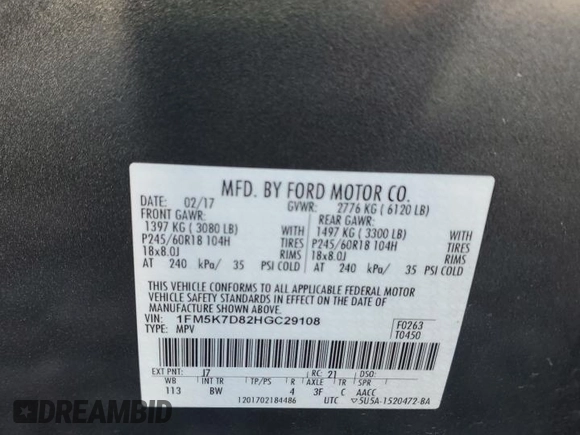 MFD. BY FORD MOTOR CO.
DATE: 02/17 GVWR: 2776 KG ( 6120 LB)
FRONT GAWR: REAR GAWR:
1397 KG ( 3080 LB) WITH 1497 KG ( 3300 LB) WITH
P245/60R18 104H TIRES P245/60R18 104H TIRES
18x8.0J RIMS 18x8.0J RIMS
AT 240 kPa/ 35 PSI COLD AT 240 kPa/ 35 PSI COLD
THIS VEHICLE CONFORMS TO ALL APPLICABLE FEDERAL MOTOR
VEHICLE SAFETY STANDARDS IN EFFECT ON THE DATE OF
MANUFACTURE SHOWN ABOVE.
VIN: 1FM5K7D82HGC29108 F0263
TYPE: MPV T0450
EXT PNT: J7 RC: 21 DSO:
WB INT TR TP/PS R AXLE TR SPR
113 BW 4 3F C AACC
1201702184486 UTC 5U5A-1520472-BA
FADEDBIDS.COM